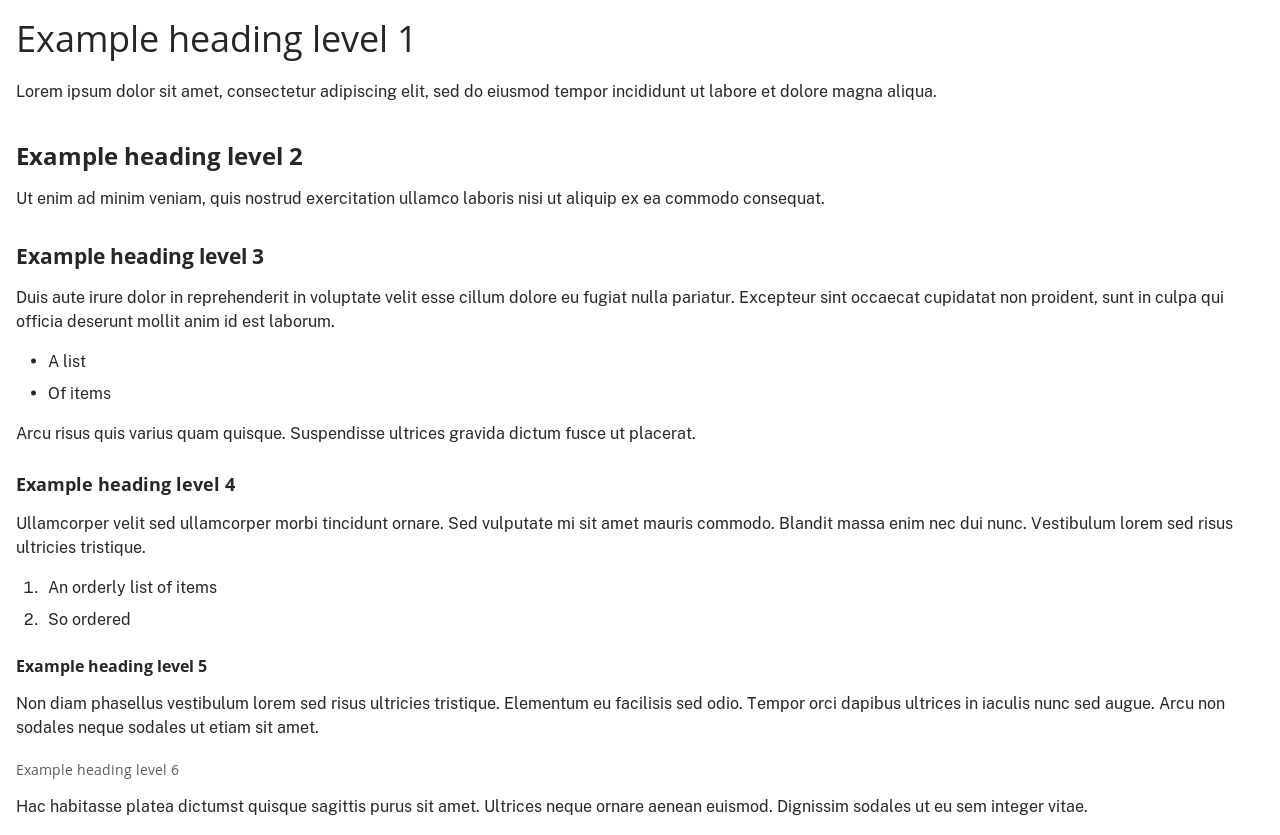 Example heading level 1
Lorem ipsum dolor sit amet, consectetur adipiscing elit, sed do eiusmod tempor incididunt ut labore et dolore magna aliqua.
Example heading level 2
Ut enim ad minim veniam, quis nostrud exercitation ullamco laboris nisi ut aliquip ex ea commodo consequat.
Example heading level 3
Duis aute irure dolor in reprehenderit in voluptate velit esse cillum dolore eu fugiat nulla pariatur. Excepteur sint occaecat cupidatat non proident, sunt in culpa qui
officia deserunt mollit anim id est laborum.
• A list
• Of items
Arcu risus quis varius quam quisque. Suspendisse ultrices gravida dictum fusce ut placerat.
Example heading level 4
Ullamcorper velit sed ullamcorper morbi tincidunt ornare. Sed vulputate mi sit amet mauris commodo. Blandit massa enim nec dui nunc. Vestibulum lorem sed risus
ultricies tristique.
1. An orderly list of items
2. So ordered
Example heading level 5
Non diam phasellus vestibulum lorem sed risus ultricies tristique. Elementum eu facilisis sed odio. Tempor orci dapibus ultrices in iaculis nunc sed augue. Arcu non
sodales neque sodales ut etiam sit amet.
Example heading level 6
Hac habitasse platea dictumst quisque sagittis purus sit amet. Ultrices neque ornare aenean euismod. Dignissim sodales ut eu sem integer vitae.